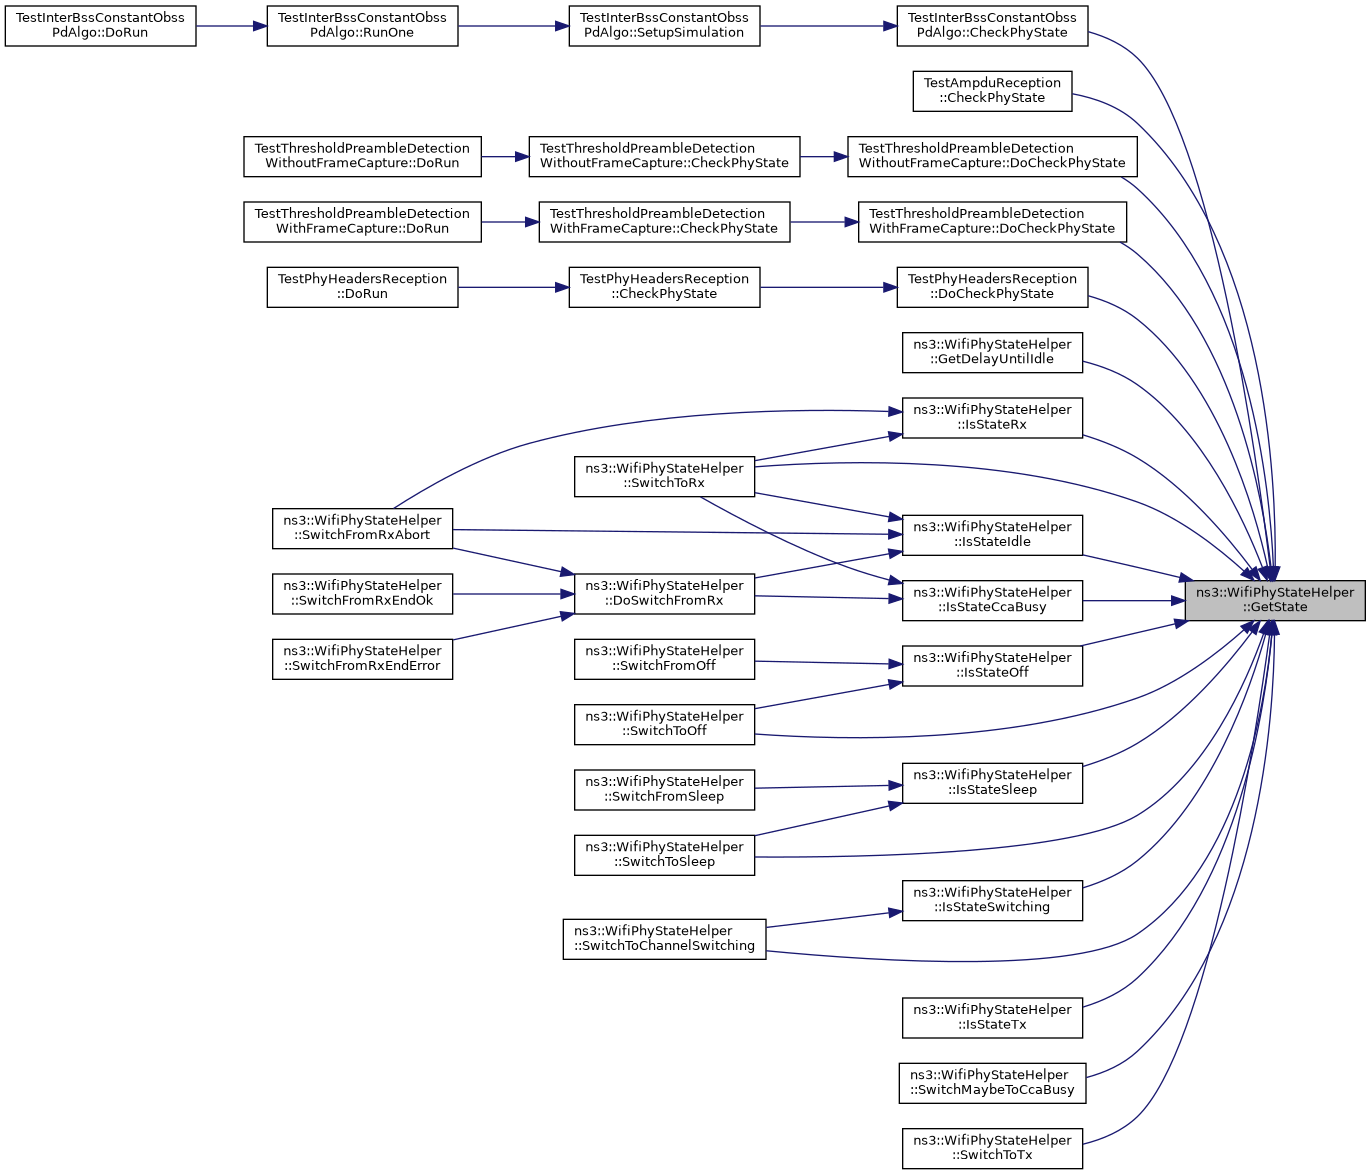 TestInterBssConstantObss
PdAlgo::DoRun
TestInterBssConstantObss
PdAlgo::RunOne
TestInterBssConstantObss
PdAlgo::SetupSimulation
TestInterBssConstantObss
PdAlgo::CheckPhyState
TestAmpduReception
::CheckPhyState
TestThresholdPreambleDetection
WithoutFrameCapture::DoRun
TestThresholdPreambleDetection
WithoutFrameCapture::CheckPhyState
TestThresholdPreambleDetection
WithoutFrameCapture::DoCheckPhyState
TestThresholdPreambleDetection
WithFrameCapture::DoRun
TestThresholdPreambleDetection
WithFrameCapture::CheckPhyState
TestThresholdPreambleDetection
WithFrameCapture::DoCheckPhyState
TestPhyHeadersReception
::DoRun
TestPhyHeadersReception
::CheckPhyState
TestPhyHeadersReception
::DoCheckPhyState
ns3::WifiPhyStateHelper
::GetDelayUntilIdle
ns3::WifiPhyStateHelper
::IsStateRx
ns3::WifiPhyStateHelper
::SwitchToRx
ns3::WifiPhyStateHelper
::SwitchFromRxAbort
ns3::WifiPhyStateHelper
::IsStateIdle
ns3::WifiPhyStateHelper
::SwitchFromRxEndOk
ns3::WifiPhyStateHelper
::DoSwitchFromRx
ns3::WifiPhyStateHelper
::IsStateCcaBusy
ns3::WifiPhyStateHelper
::GetState
ns3::WifiPhyStateHelper
::SwitchFromRxEndError
ns3::WifiPhyStateHelper
::SwitchFromOff
ns3::WifiPhyStateHelper
::IsStateOff
ns3::WifiPhyStateHelper
::SwitchToOff
ns3::WifiPhyStateHelper
::SwitchFromSleep
ns3::WifiPhyStateHelper
::IsStateSleep
ns3::WifiPhyStateHelper
::SwitchToSleep
ns3::WifiPhyStateHelper
::IsStateSwitching
ns3::WifiPhyStateHelper
::SwitchToChannelSwitching
ns3::WifiPhyStateHelper
::IsStateTx
ns3::WifiPhyStateHelper
::SwitchMaybeToCcaBusy
ns3::WifiPhyStateHelper
::SwitchToTx